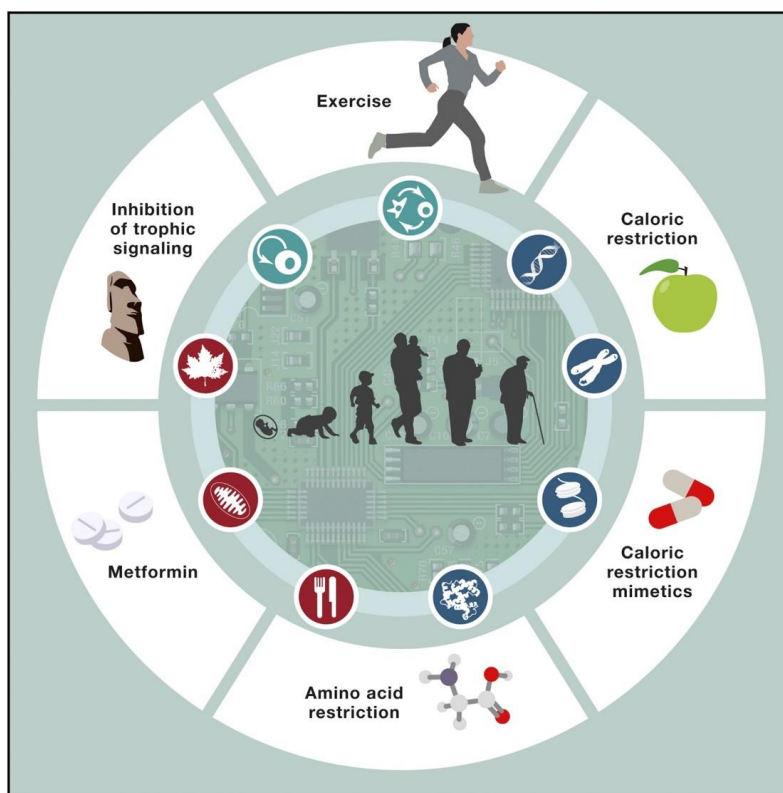 Exercise
Inhibition
of trophic
signaling
Caloric
restriction
Metformin
Caloric
restriction
mimetics
Amino acid
restriction